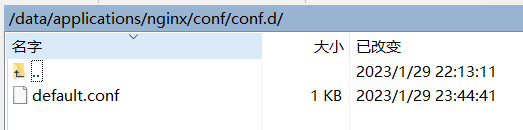 /data/applications/nginx/conf/conf.d/
名字 大小 已改变
.. 2023/1/29 22:13:11
default.conf 1 KB 2023/1/29 23:44:41